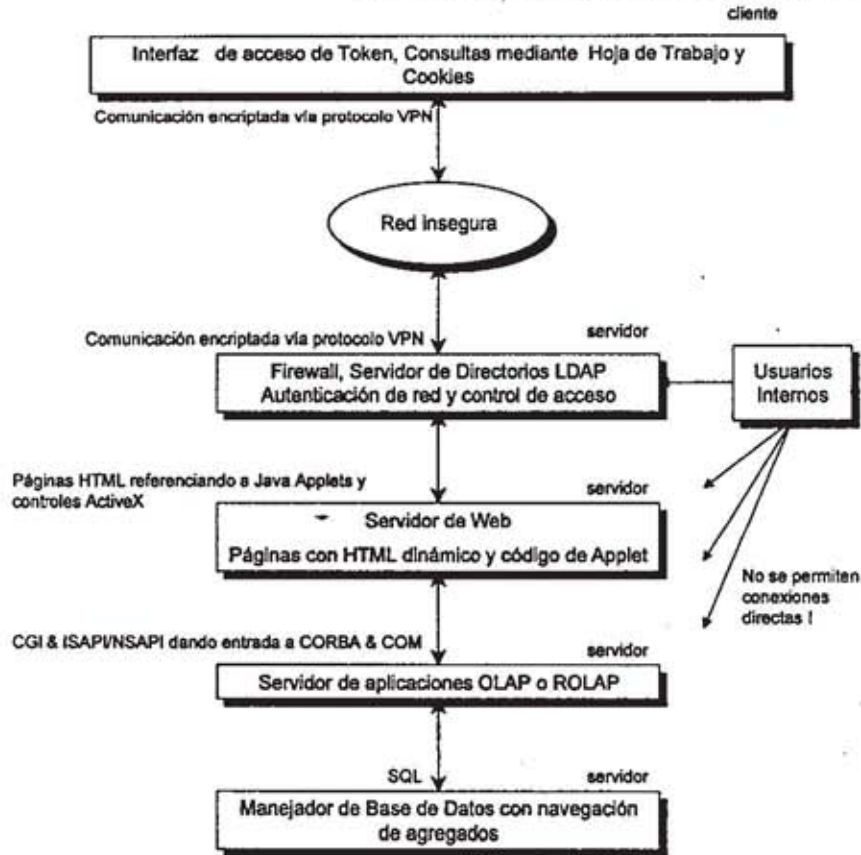 cliente
Interfaz de acceso de Token, Consultas mediante Hoja de Trabajo y
Cookies
Comunicación encriptada vía protocolo VPN
Red insegura
Comunicación encriptada vía protocolo VPN
servidor
Firewall, Servidor de Directorios LDAP
Autenticación de red y control de acceso
Usuarios
Internos
Páginas HTML referenciando a Java Applets y
controles ActiveX
servidor
Servidor de Web
Páginas con HTML dinámico y código de Applet
No se permiten
conexiones
directas !
CGI & ISAPI/NSAPI dando entrada a CORBA & COM
servidor
Servidor de aplicaciones OLAP o ROLAP
SQL
servidor
Manejador de Base de Datos con navegación
de agregados